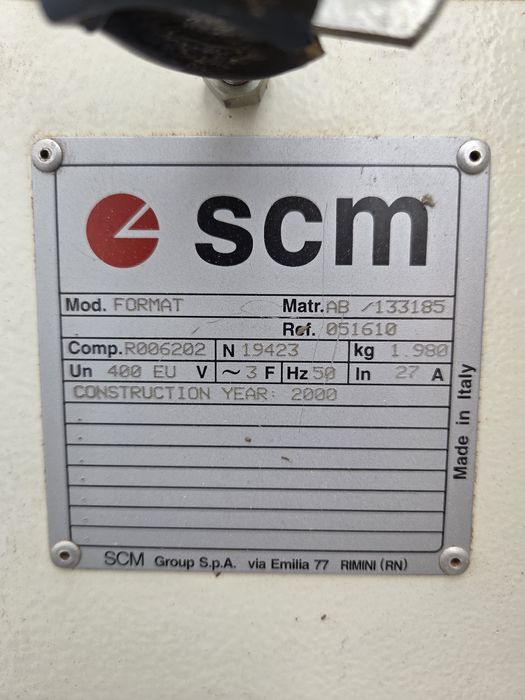 scm
Mod. FORMAT Matr. AB /133185
Ref. 051610
Comp. R006202 N 19423 kg 1.980
Un 400 EU V ~ 3 F Hz 50 In 27 A
CONSTRUCTION YEAR: 2000
Made in Italy
SCM Group S.p.A. via Emilia 77 RIMINI (RN)